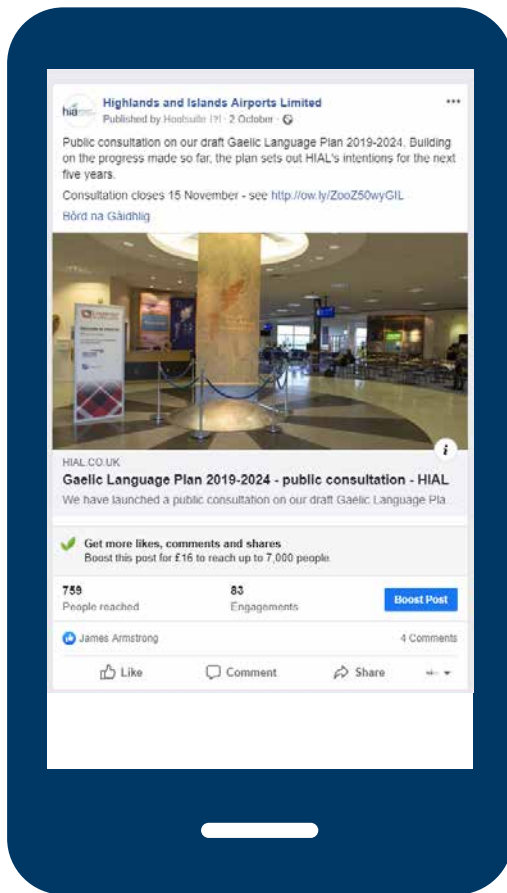 hia
Highlands and Islands Airports Limited
Published by Hootsuite [?] · 2 October ·
Public consultation on our draft Gaelic Language Plan 2019-2024. Building
on the progress made so far, the plan sets out HIAL's intentions for the next
five years.
Consultation closes 15 November - see http://ow.ly/ZooZ50wyGIL
Bòrd na Gàidhlig
HIAL.CO.UK
Gaelic Language Plan 2019-2024 - public consultation - HIAL
We have launched a public consultation on our draft Gaelic Language Pla...
Get more likes, comments and shares
Boost this post for £16 to reach up to 7,000 people.
759 83
People reached Engagements
Boost Post
James Armstrong 4 Comments
Like Comment Share